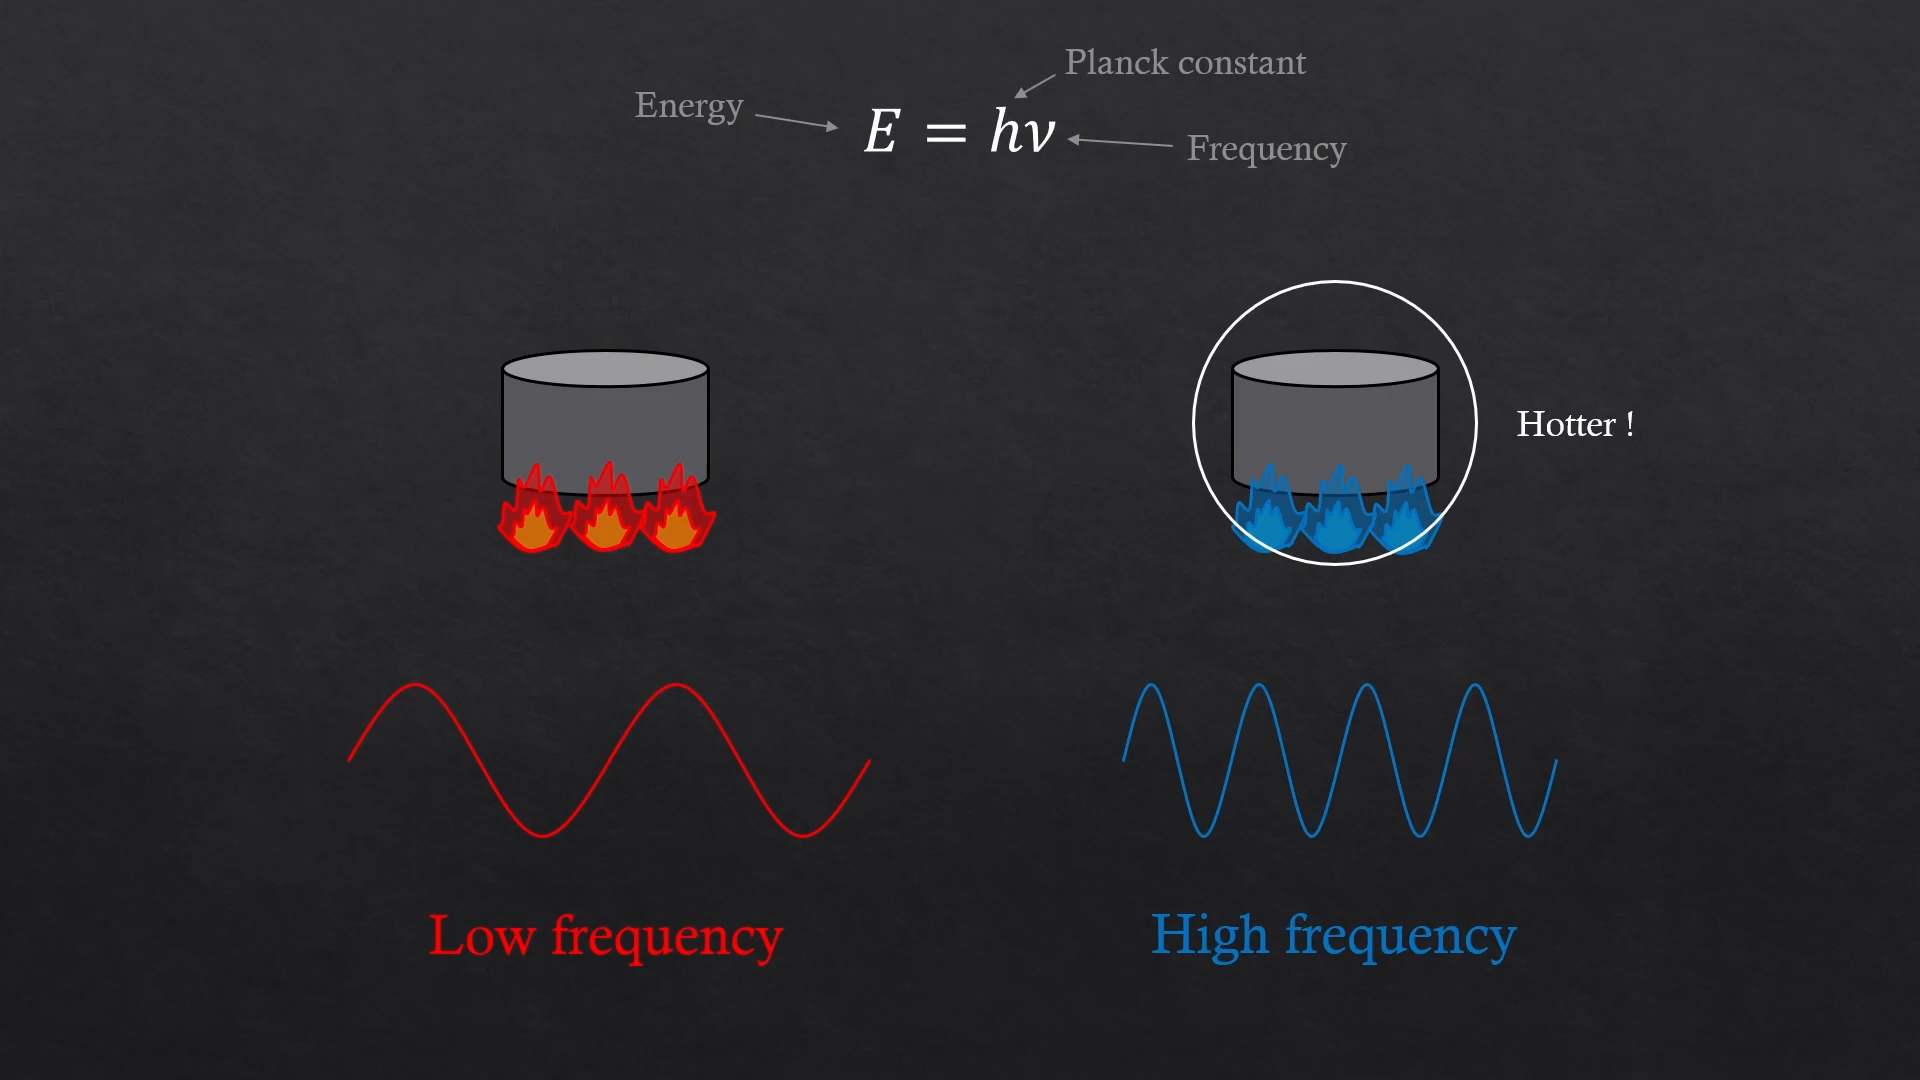 Planck constant
Energy
E = hν
Frequency
Hotter !
Low frequency
High frequency